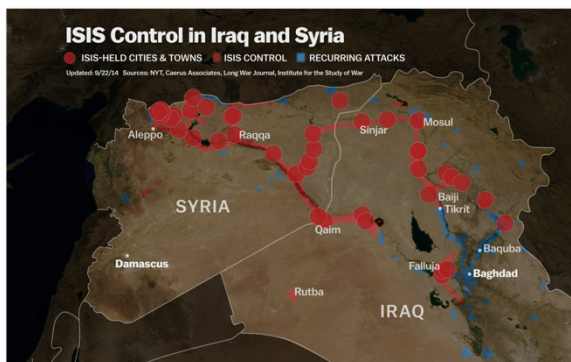 ISIS Control in Iraq and Syria
ISIS-HELD CITIES & TOWNS ISIS CONTROL RECURRING ATTACKS
Updated: 9/22/14 Sources: NYT, Caerus Associates, Long War Journal, Institute for the Study of War
Aleppo
Raqqa
Sinjar
Mosul
SYRIA
Baiji
Tikrit
Qaim
Baquba
Damascus
Falluja
Baghdad
Rutba
IRAQ